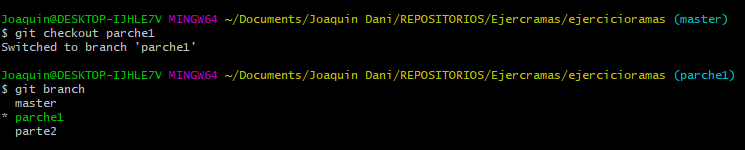 Joaquin@DESKTOP-IJHLE7V MINGW64 ~/Documents/Joaquin Dani/REPOSITORIOS/Ejercramas/ejercicioramas (master)
$ git checkout parche1
Switched to branch 'parche1'
Joaquin@DESKTOP-IJHLE7V MINGW64 ~/Documents/Joaquin Dani/REPOSITORIOS/Ejercramas/ejercicioramas (parche1)
$ git branch
master
* parche1
parte2